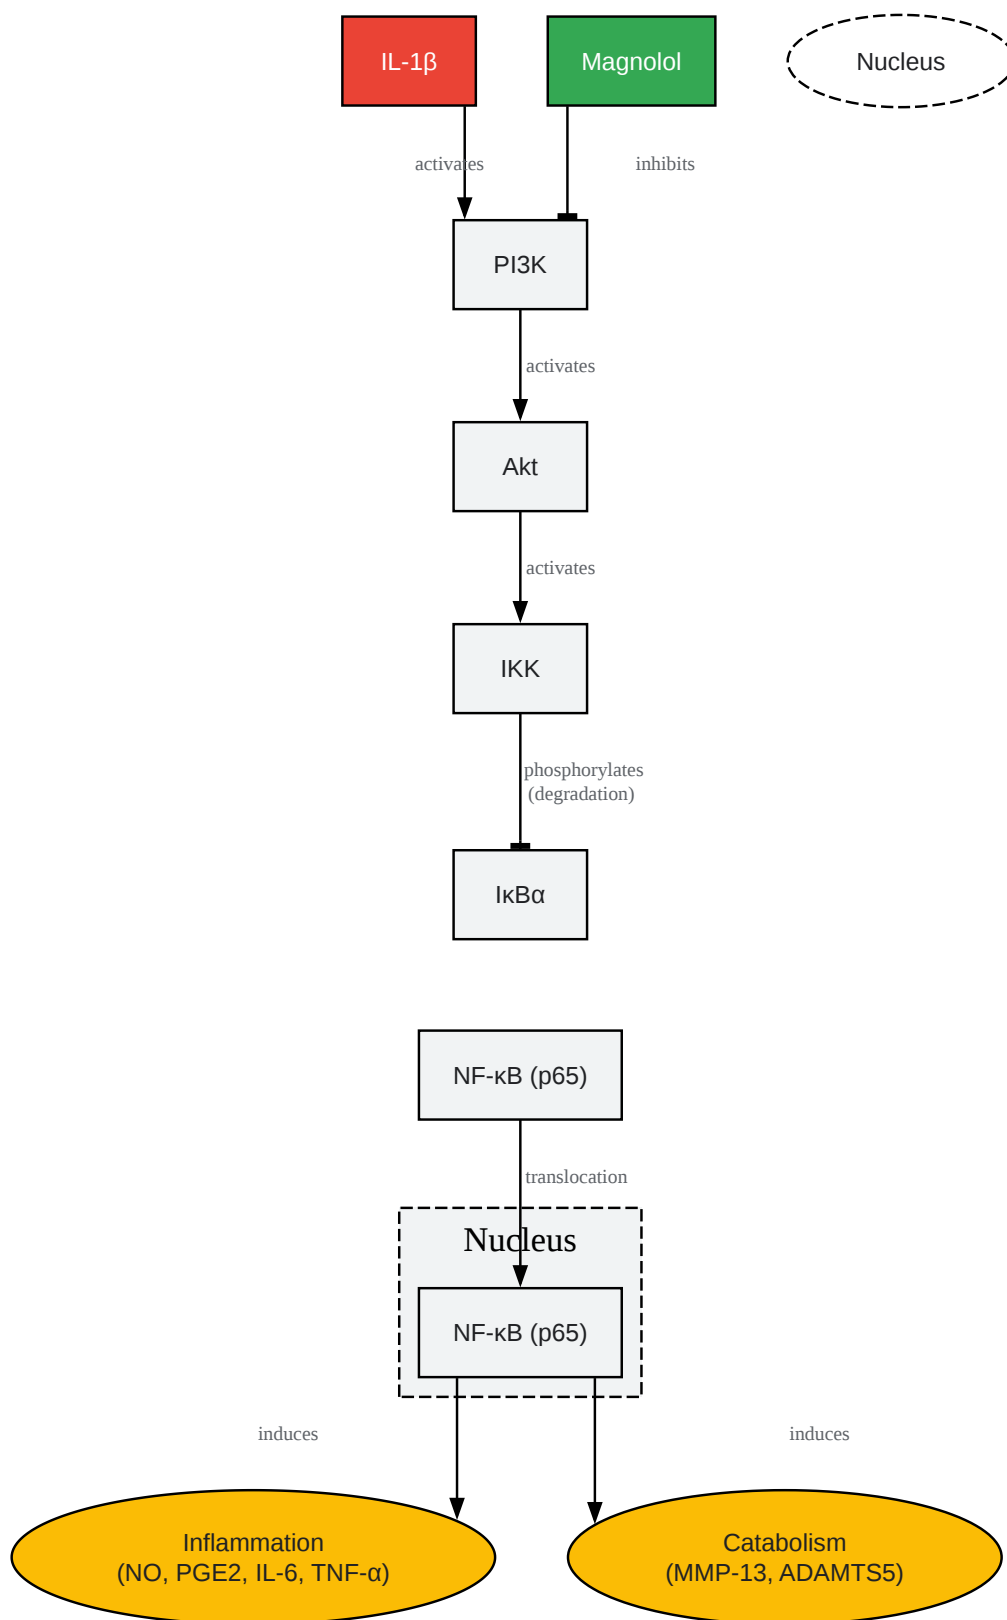 IL-1β
Magnolol
Nucleus
activates
inhibits
PI3K
activates
Akt
activates
IKK
phosphorylates
(degradation)
IκBα
NF-κB (p65)
translocation
Nucleus
NF-κB (p65)
induces
induces
Inflammation
(NO, PGE2, IL-6, TNF-α)
Catabolism
(MMP-13, ADAMTS5)